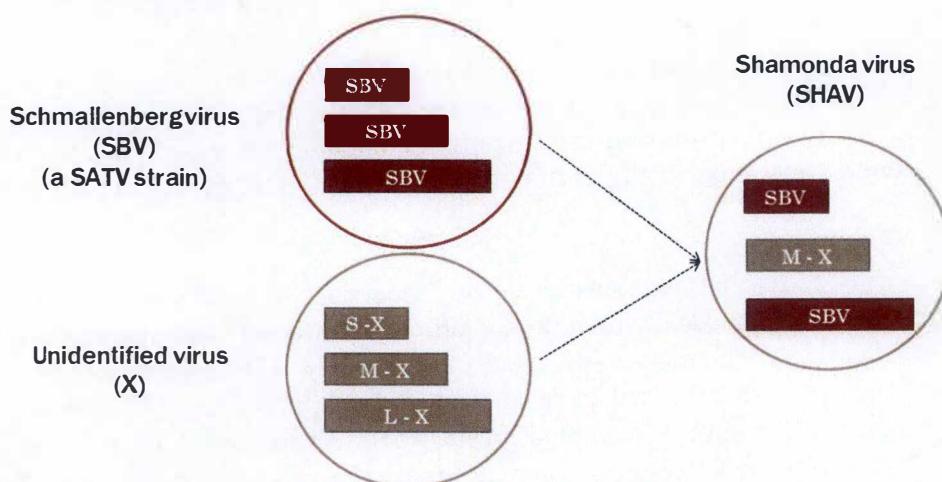 Schmallenbergvirus
(SBV)
(a SATV strain)
SBV
SBV
SBV
Unidentified virus
(X)
S -X
M - X
L - X
Shamonda virus
(SHAV)
SBV
M - X
SBV